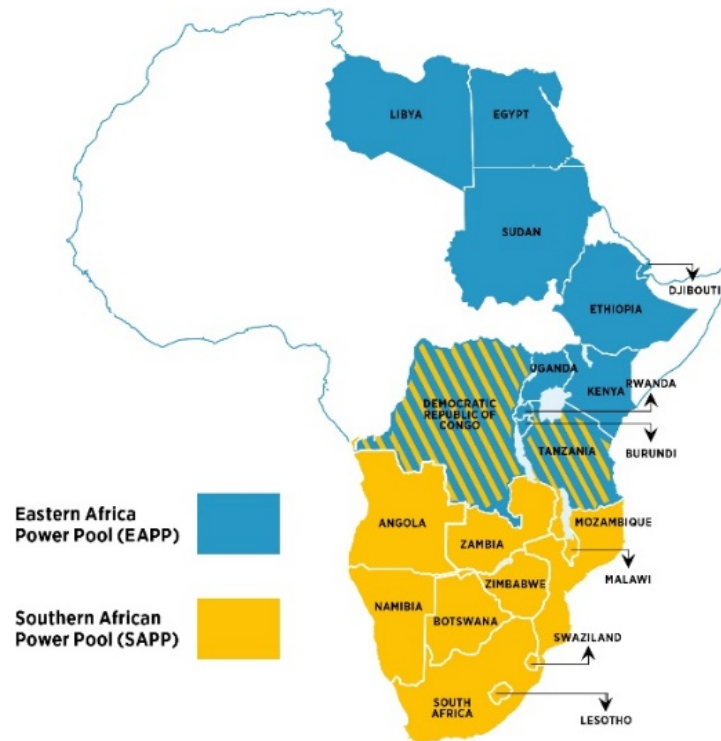 LIBYA
EGYPT
SUDAN
DJIBOUTI
ETHIOPIA
UGANDA
KENYA
RWANDA
DEMOCRATIC
REPUBLIC OF
CONGO
TANZANIA
BURUNDI
Eastern Africa
Power Pool (EAPP)
ANGOLA
MOZAMBIQUE
ZAMBIA
MALAWI
ZIMBABWE
NAMIBIA
BOTSWANA
Southern African
Power Pool (SAPP)
SWAZILAND
SOUTH
AFRICA
LESOTHO